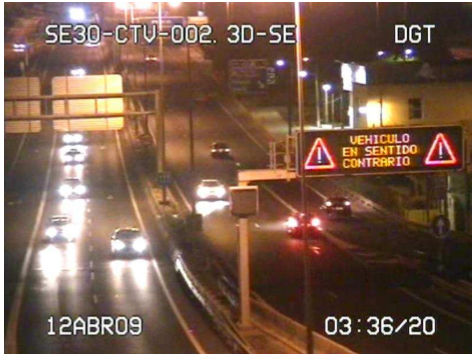 SE30-CTV-002. 3D-SE
DGT
VEHICULO
EN SENTIDO
CONTRARIO
12ABR09
03:36/20